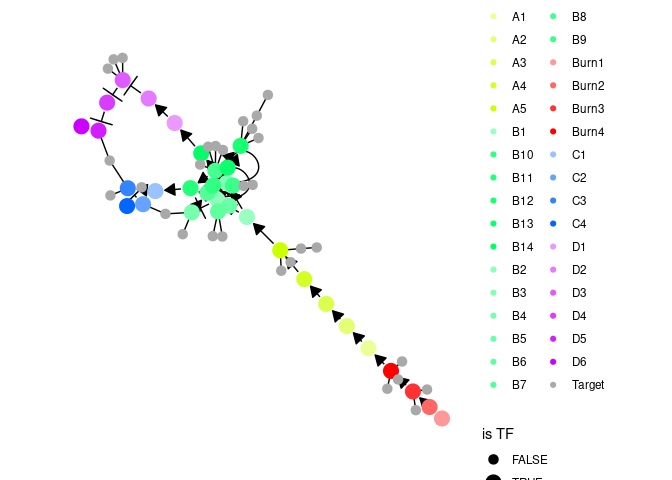 A1
A2
A3
A4
A5
B1
B10
B11
B12
B13
B14
B2
B3
B4
B5
B6
B7
B8
B9
Burn1
Burn2
Burn3
Burn4
C1
C2
C3
C4
D1
D2
D3
D4
D5
D6
Target
is TF
FALSE
TRUE